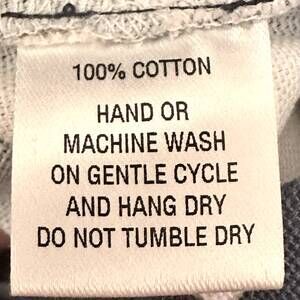 100% COTTON
HAND OR
MACHINE WASH
ON GENTLE CYCLE
AND HANG DRY
DO NOT TUMBLE DRY